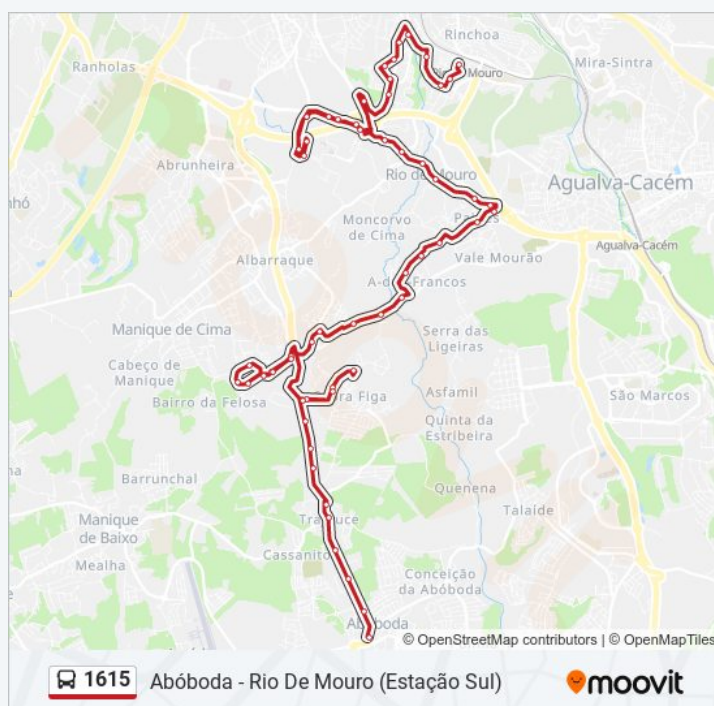 Rinchoa
Ranholas
Mira-Sintra
Mouro
Abrunheira
Rio de Mouro
Agualva-Cacém
Moncorvo
de Cima
Agualva-Cacém
Albarraque
Vale Mourão
Francos
Manique de Cima
Serra das
Ligeiras
Cabeço de
Manique
Bairro da Felosa
Asfamil
São Marcos
Quinta da
Estribeira
Barrunchal
Quenena
Talaíde
Manique
de Baixo
Cassanito
Mealha
Conceição
da Abóboda
Abóboda
© OpenStreetMap contributors | © OpenMapTiles
1615 Abóboda - Rio De Mouro (Estação Sul)
moovit